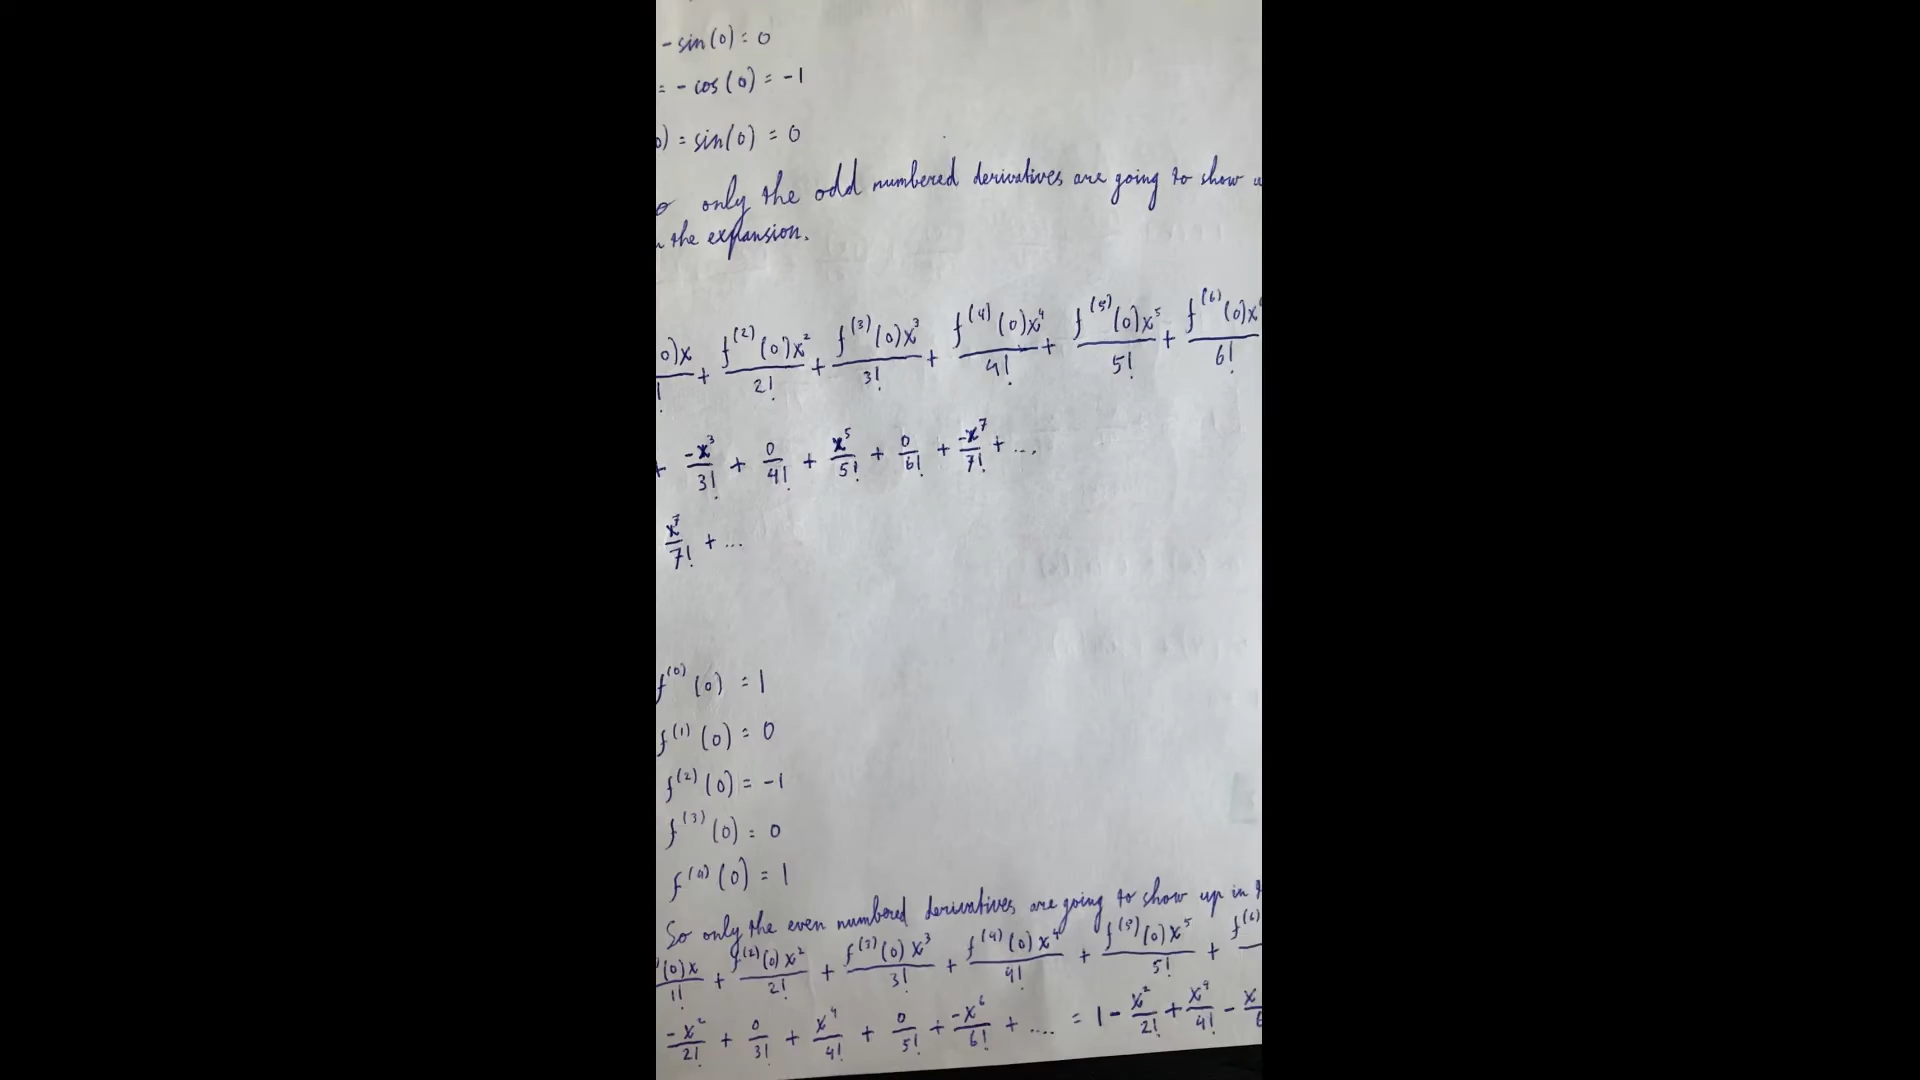 -sin(0) = 0
= -cos(0) = -1
0) = sin(0) = 0
only the odd numbered derivatives are going to show
the expansion.
0)x/! + f^(2)(0)x^2/2! + f^(3)(0)x^3/3! + f^(4)(0)x^4/4! + f^(5)(0)x^5/5! + f^(6)(0)x/6!
+ -x^3/3! + 0/4! + x^5/5! + 0/6! + -x^7/7! + ...
x^7/7! + ...
f^(0)(0) = 1
f^(1)(0) = 0
f^(2)(0) = -1
f^(3)(0) = 0
f^(4)(0) = 1
So only the even numbered derivatives are going to show up in
(0)x/1! + f^(2)(0)x^2/2! + f^(3)(0)x^3/3! + f^(4)(0)x^4/4! + f^(5)(0)x^5/5! + f^(6)
-x^2/2! + 0/3! + x^4/4! + 0/5! + -x^6/6! + .... = 1 - x^2/2! + x^4/4! - x/6